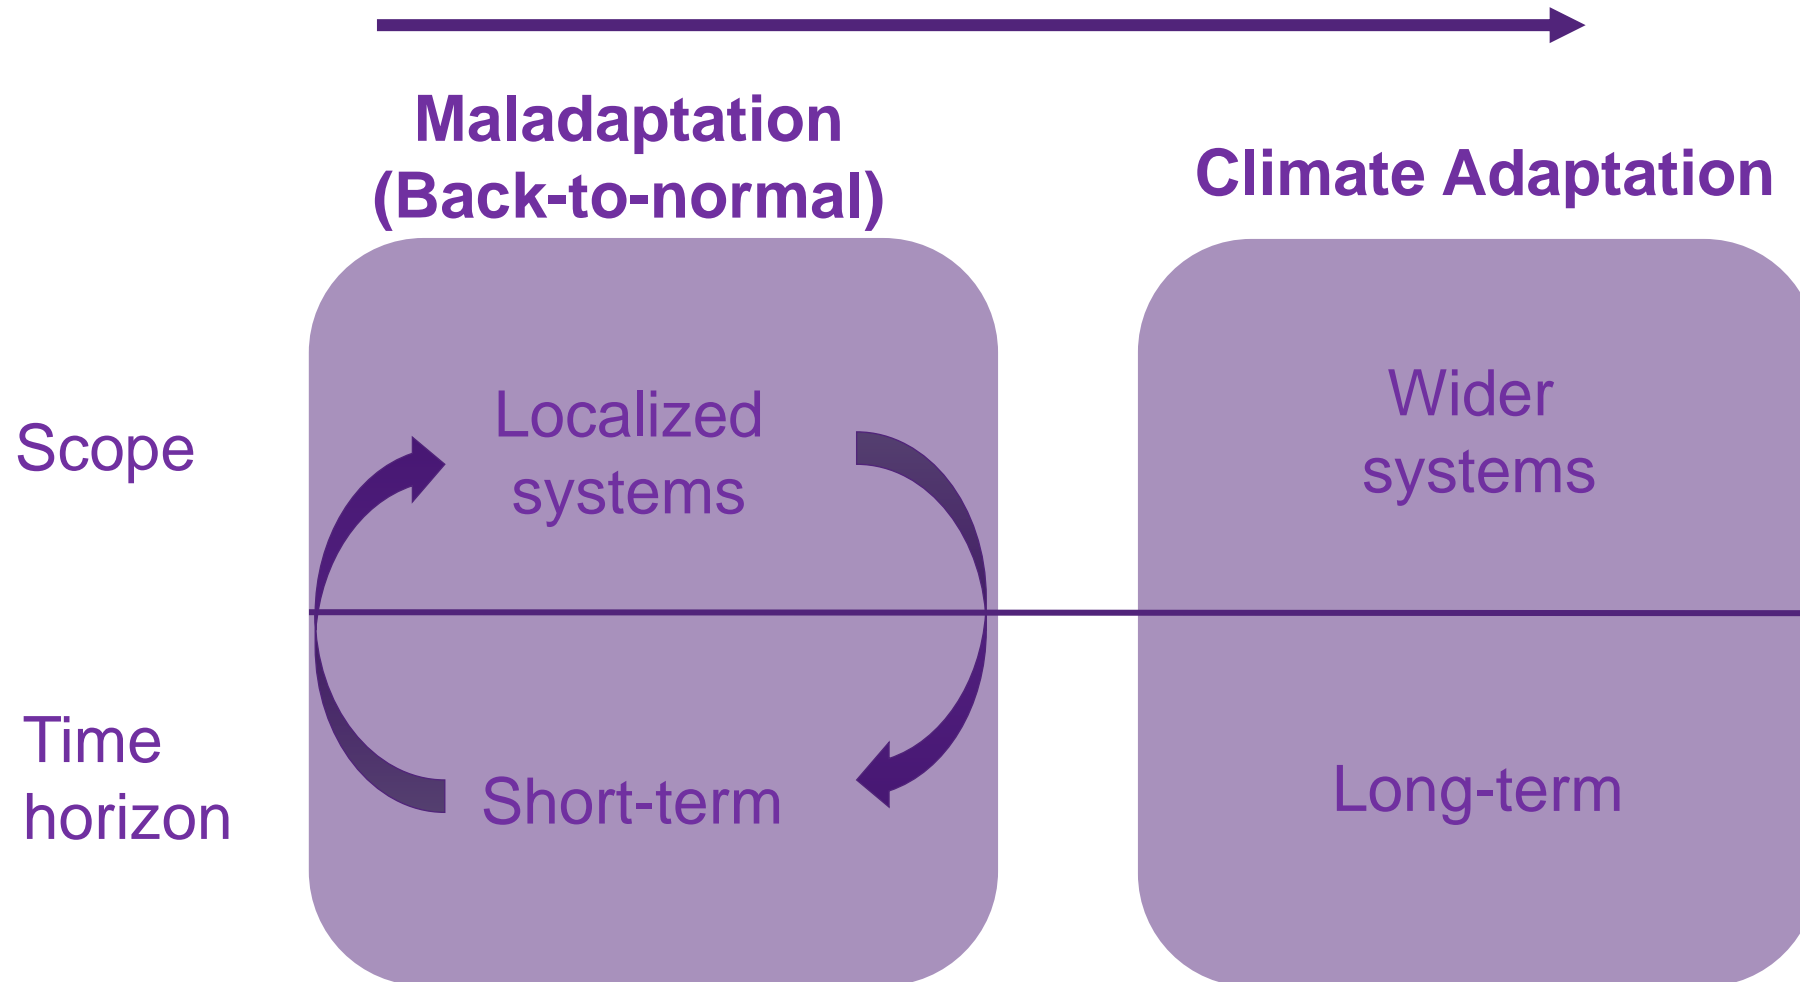 Maladaptation
(Back-to-normal)
Climate Adaptation
Scope
Localized
systems
Wider
systems
Time
horizon
Short-term
Long-term